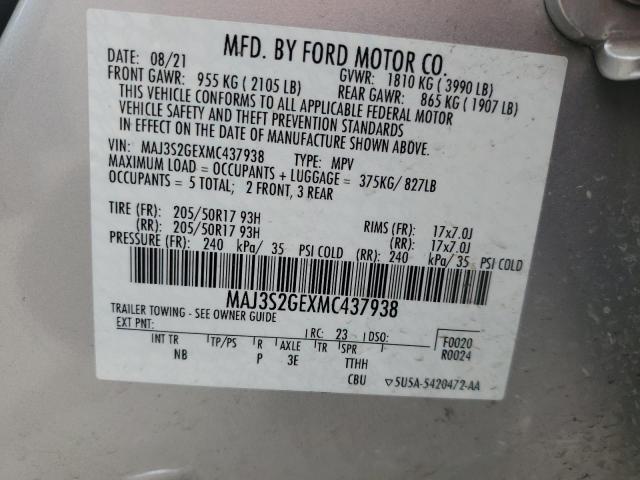 MFD. BY FORD MOTOR CO.
DATE: 08/21 GVWR: 1810 KG ( 3990 LB)
FRONT GAWR: 955 KG ( 2105 LB) REAR GAWR: 865 KG ( 1907 LB)
THIS VEHICLE CONFORMS TO ALL APPLICABLE FEDERAL MOTOR
VEHICLE SAFETY AND THEFT PREVENTION STANDARDS
IN EFFECT ON THE DATE OF MANUFACTURE SHOWN ABOVE.
VIN: MAJ3S2GEXMC437938 TYPE: MPV
MAXIMUM LOAD = OCCUPANTS + LUGGAGE = 375KG/ 827LB
OCCUPANTS = 5 TOTAL; 2 FRONT, 3 REAR
TIRE (FR): 205/50R17 93H RIMS (FR): 17x7.0J
(RR): 205/50R17 93H (RR): 17x7.0J
PRESSURE (FR): 240 kPa/ 35 PSI COLD (RR): 240 kPa/ 35 PSI COLD
MAJ3S2GEXMC437938
TRAILER TOWING - SEE OWNER GUIDE
EXT PNT: RC: 23 DSO: F0020
R0024
INT TR TP/PS R AXLE TR SPR
NB P 3E TTHH
CBU 5U5A-5420472-AA